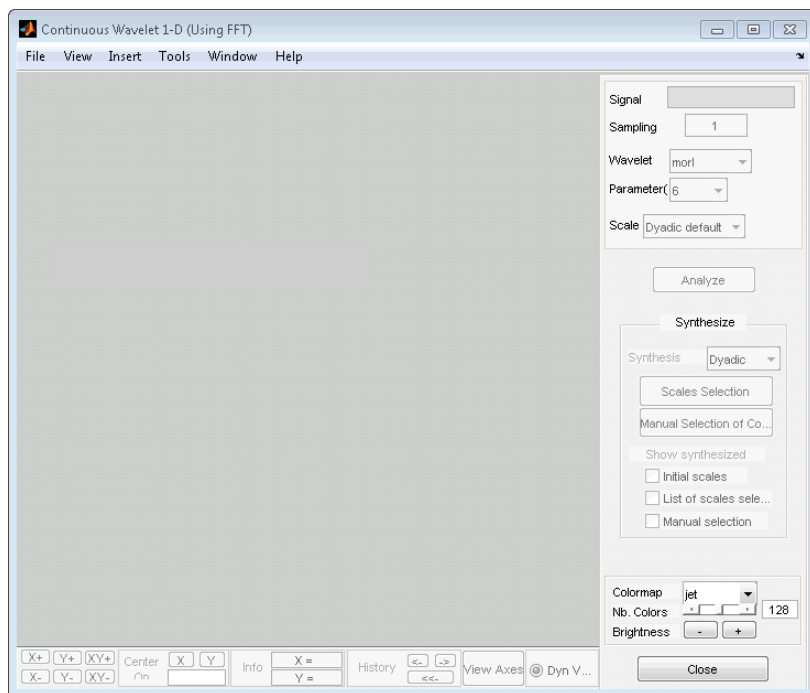 Continuous Wavelet 1-D (Using FFT)
File View Insert Tools Window Help
Signal
Sampling 1
Wavelet morl
Parameter( 6
Scale Dyadic default
Analyze
Synthesize
Synthesis Dyadic
Scales Selection
Manual Selection of Co...
Show synthesized
Initial scales
List of scales sele...
Manual selection
Colormap jet
Nb. Colors 128
Brightness - +
X+ Y+ XY+ Center X Y Info X = History <- -> View Axes Dyn V...
X- Y- XY- On Y = <<-
Close